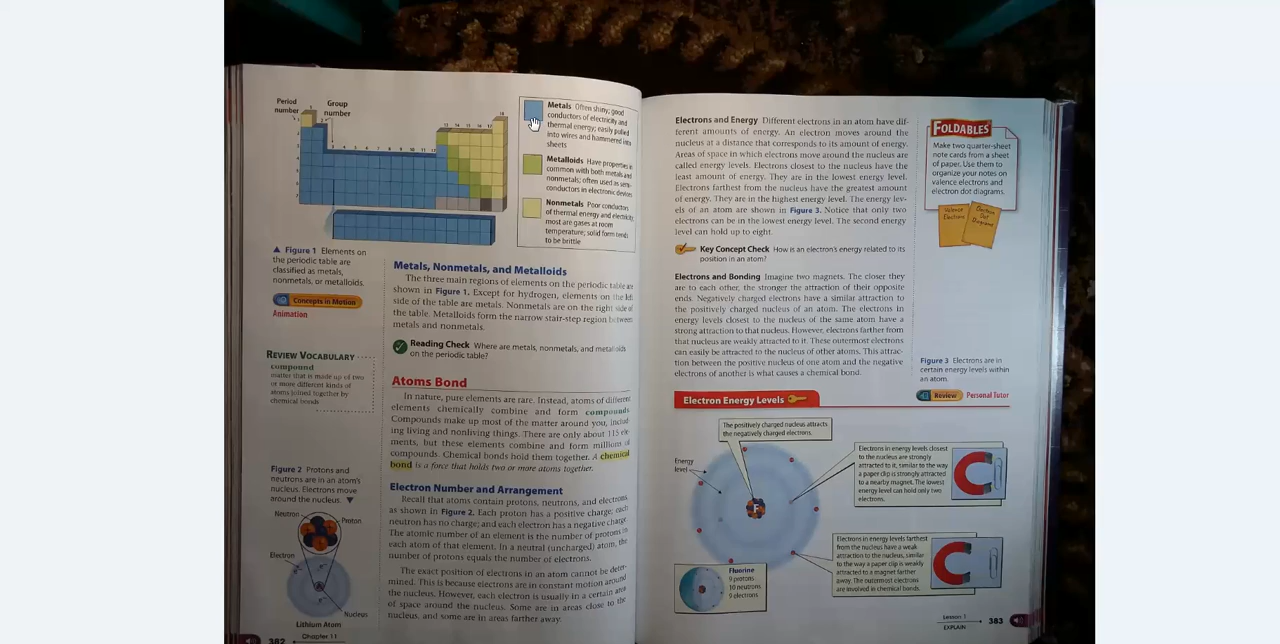 Period
number
Group
number
1
18
2
13 14 15 16 17
3 4 5 6 7 8 9 10 11 12
Metals Often shiny; good
conductors of electricity and
thermal energy; easily pulled
into wires and hammered into
sheets
Metalloids Have properties in
common with both metals and
nonmetals; often used as semi-
conductors in electronic devices
Nonmetals Poor conductors
of thermal energy and electricity;
most are gases at room
temperature; solid form tends
to be brittle
▲ Figure 1 Elements on
the periodic table are
classified as metals,
nonmetals, or metalloids.
Concepts in Motion
Animation
REVIEW VOCABULARY
compound
matter that is made up of two
or more different kinds of
atoms joined together by
chemical bonds
Figure 2 Protons and
neutrons are in an atom's
nucleus. Electrons move
around the nucleus. ▼
Neutron
Proton
Electron
Nucleus
Lithium Atom
Metals, Nonmetals, and Metalloids
The three main regions of elements on the periodic table are
shown in Figure 1. Except for hydrogen, elements on the left
side of the table are metals. Nonmetals are on the right side of
the table. Metalloids form the narrow stair-step region between
metals and nonmetals.
Reading Check Where are metals, nonmetals, and metalloids
on the periodic table?
Atoms Bond
In nature, pure elements are rare. Instead, atoms of different
elements chemically combine and form compounds.
Compounds make up most of the matter around you, includ-
ing living and nonliving things. There are only about 115 ele-
ments, but these elements combine and form millions of
compounds. Chemical bonds hold them together. A chemical
bond is a force that holds two or more atoms together.
Electron Number and Arrangement
Recall that atoms contain protons, neutrons, and electrons,
as shown in Figure 2. Each proton has a positive charge; each
neutron has no charge; and each electron has a negative charge.
The atomic number of an element is the number of protons in
each atom of that element. In a neutral (uncharged) atom, the
number of protons equals the number of electrons.
The exact position of electrons in an atom cannot be deter-
mined. This is because electrons are in constant motion around
the nucleus. However, each electron is usually in a certain area
of space around the nucleus. Some are in areas close to the
nucleus, and some are in areas farther away.
382 Chapter 11
Electrons and Energy Different electrons in an atom have dif-
ferent amounts of energy. An electron moves around the
nucleus at a distance that corresponds to its amount of energy.
Areas of space in which electrons move around the nucleus are
called energy levels. Electrons closest to the nucleus have the
least amount of energy. They are in the lowest energy level.
Electrons farthest from the nucleus have the greatest amount
of energy. They are in the highest energy level. The energy lev-
els of an atom are shown in Figure 3. Notice that only two
electrons can be in the lowest energy level. The second energy
level can hold up to eight.
Key Concept Check How is an electron's energy related to its
position in an atom?
Electrons and Bonding Imagine two magnets. The closer they
are to each other, the stronger the attraction of their opposite
ends. Negatively charged electrons have a similar attraction to
the positively charged nucleus of an atom. The electrons in
energy levels closest to the nucleus of the same atom have a
strong attraction to that nucleus. However, electrons farther from
that nucleus are weakly attracted to it. These outermost electrons
can easily be attracted to the nucleus of other atoms. This attrac-
tion between the positive nucleus of one atom and the negative
electrons of another is what causes a chemical bond.
FOLDABLES
Make two quarter-sheet
note cards from a sheet
of paper. Use them to
organize your notes on
valence electrons and
electron dot diagrams.
Valence
Electrons
Electron
Dot
Diagrams
Figure 3 Electrons are in
certain energy levels within
an atom.
Review Personal Tutor
Electron Energy Levels
The positively charged nucleus attracts
the negatively charged electrons.
Energy
level
Electrons in energy levels closest
to the nucleus are strongly
attracted to it, similar to the way
a paper clip is strongly attracted
to a nearby magnet. The lowest
energy level can hold only two
electrons.
Electrons in energy levels farthest
from the nucleus have a weak
attraction to the nucleus, similar
to the way a paper clip is weakly
attracted to a magnet farther
away. The outermost electrons
are involved in chemical bonds.
Fluorine
9 protons
10 neutrons
9 electrons
Lesson 1
EXPLAIN
383